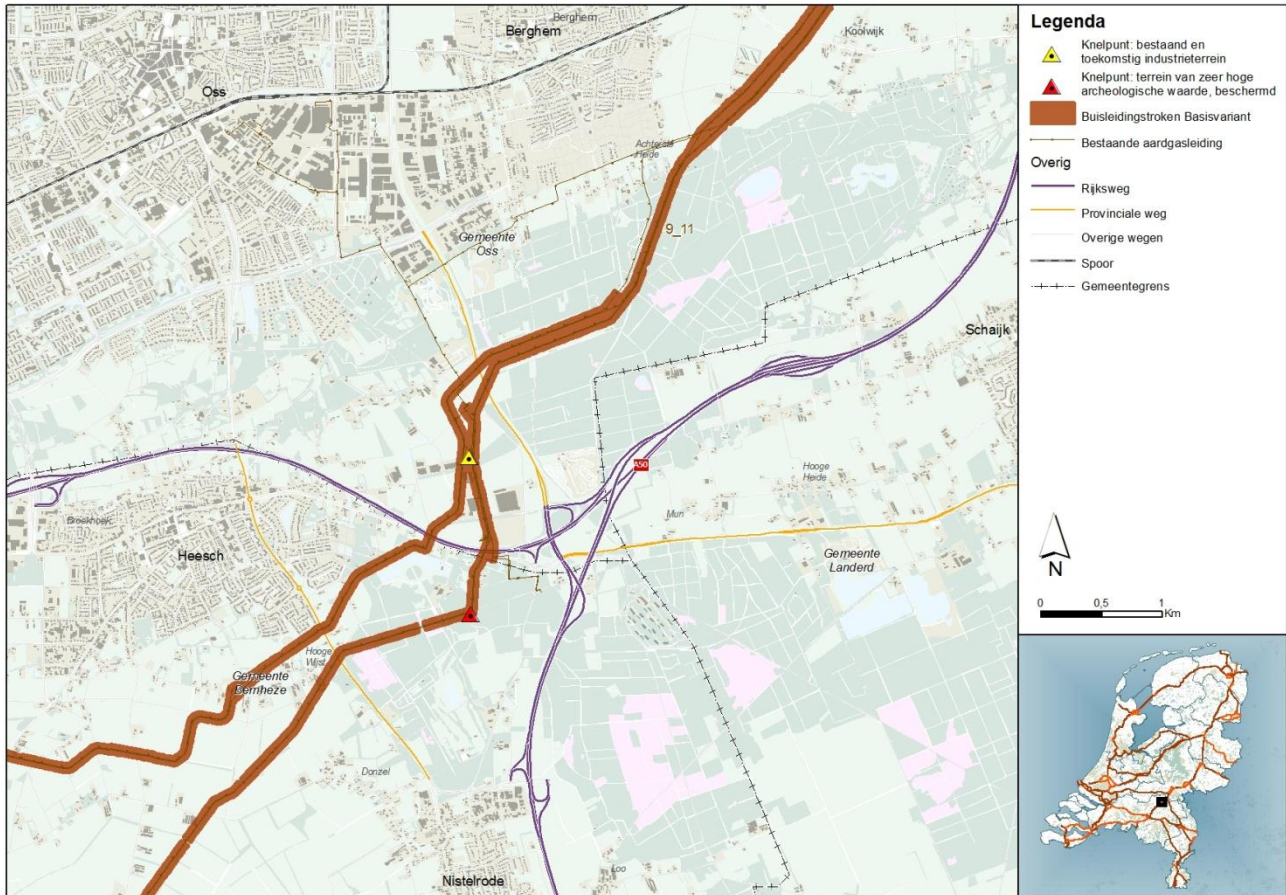 Berghem
Berghem
Koolwijk
Oss
Achterste
Heide
9_11
Gemeente
Oss
Schaijk
A50
Hooge
Heide
Broekhoek
Mun
Heesch
Gemeente
Landerd
Hooge
Wijst
Gemeente
Bernheze
Donzel
Nistelrode
Loo
Legenda
Knelpunt: bestaand en
toekomstig industrieterrein
Knelpunt: terrein van zeer hoge
archeologische waarde, beschermd
Buisleidingstroken Basisvariant
Bestaande aardgasleiding
Overig
Rijksweg
Provinciale weg
Overige wegen
Spoor
Gemeentegrens
N
0 0,5 1
Km